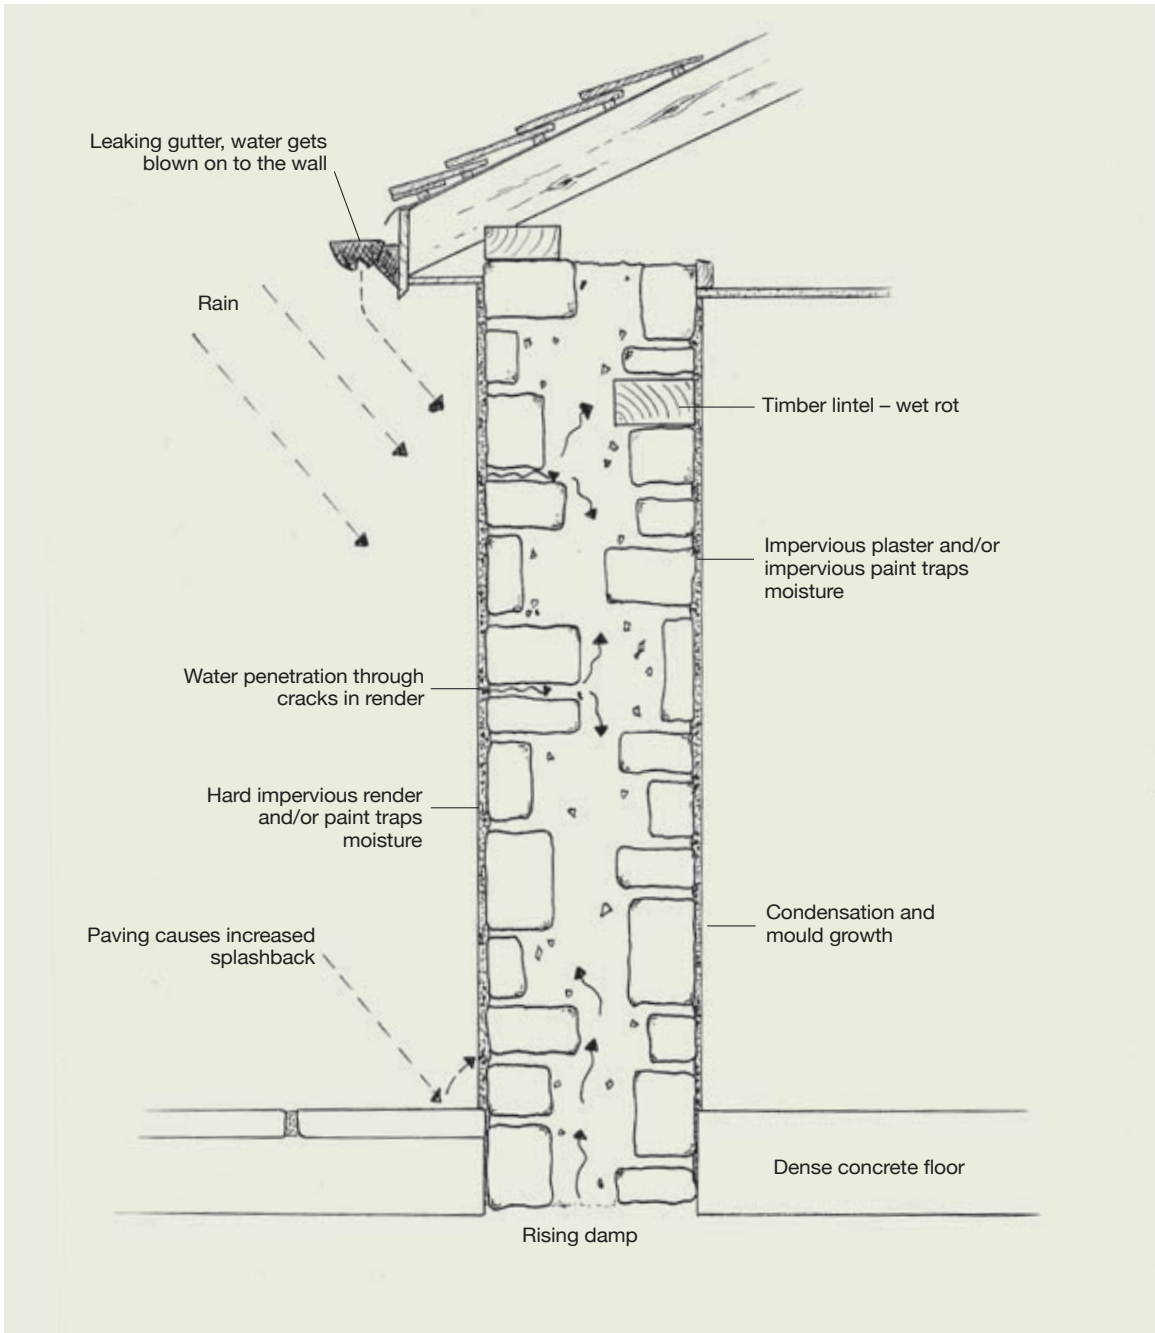 Leaking gutter, water gets
blown on to the wall
Rain
Timber lintel – wet rot
Impervious plaster and/or
impervious paint traps
moisture
Water penetration through
cracks in render
Hard impervious render
and/or paint traps
moisture
Condensation and
mould growth
Paving causes increased
splashback
Dense concrete floor
Rising damp